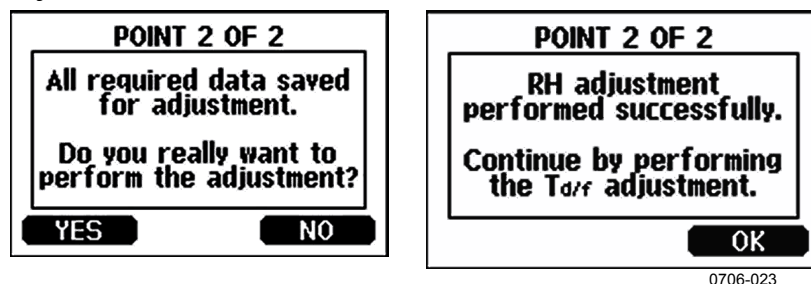 POINT 2 OF 2
All required data saved
for adjustment.
Do you really want to
perform the adjustment?
YES
NO
POINT 2 OF 2
RH adjustment
performed successfully.
Continue by performing
the Td/f adjustment.
OK
0706-023